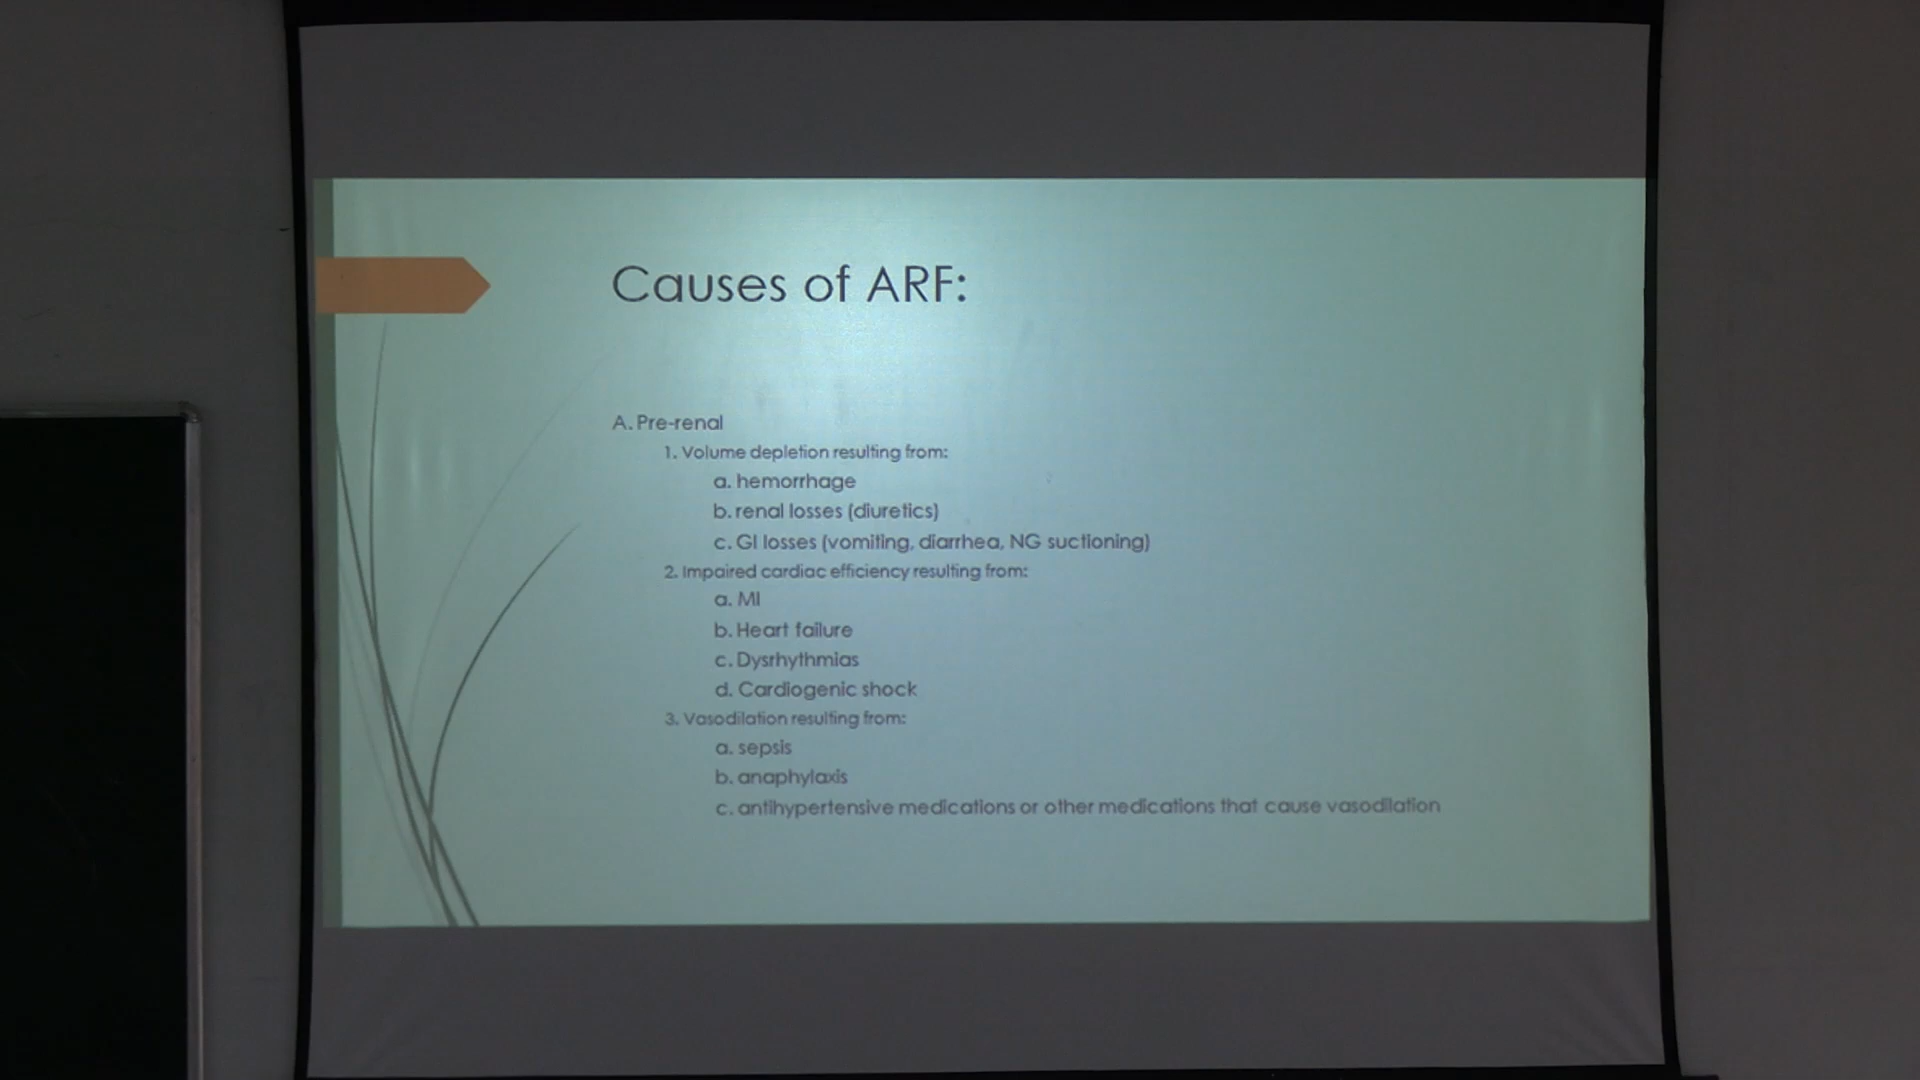 Causes of ARF:
A. Pre-renal
1. Volume depletion resulting from:
a. hemorrhage
b. renal losses (diuretics)
c. GI losses (vomiting, diarrhea, NG suctioning)
2. Impaired cardiac efficiency resulting from:
a. MI
b. Heart failure
c. Dysrhythmias
d. Cardiogenic shock
3. Vasodilation resulting from:
a. sepsis
b. anaphylaxis
c. antihypertensive medications or other medications that cause vasodilation